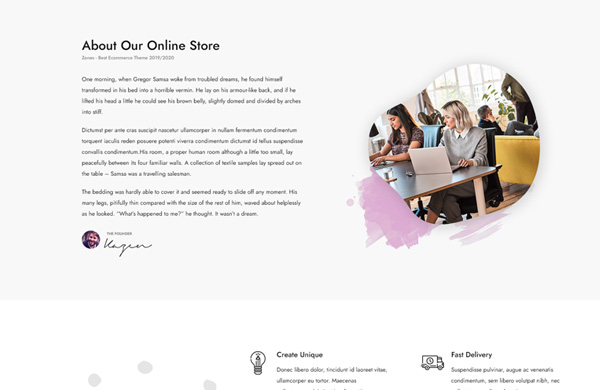 About Our Online Store
Zonex - Best Ecommerce Theme 2019/2020
One morning, when Gregor Samsa woke from troubled dreams, he found himself
transformed in his bed into a horrible vermin. He lay on his armour-like back, and if he
lifted his head a little he could see his brown belly, slightly domed and divided by arches
into stiff.
Dictumst per ante cras suscipit nascetur ullamcorper in nullam fermentum condimentum
torquent iaculis reden posuere potenti viverra condimentum dictumst id tellus suspendisse
convallis condimentum.His room, a proper human room although a little too small, lay
peacefully between its four familiar walls. A collection of textile samples lay spread out on
the table – Samsa was a travelling salesman.
The bedding was hardly able to cover it and seemed ready to slide off any moment. His
many legs, pitifully thin compared with the size of the rest of him, waved about helplessly
as he looked. "What's happened to me?" he thought. It wasn't a dream.
THE FOUNDER
Create Unique
Donec libero dolor, tincidunt id laoreet vitae,
ullamcorper eu tortor. Maecenas
Fast Delivery
Suspendisse pulvinar, augue ac venenatis
condimentum, sem libero volutpat nibh, nec